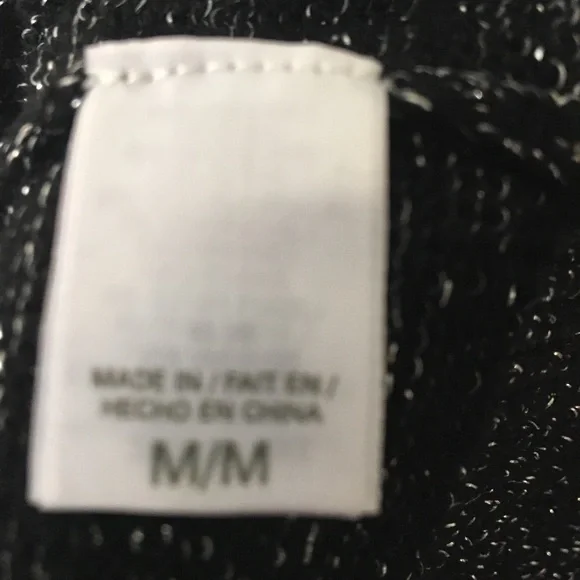 MADE IN / FAIT EN /
HECHO EN CHINA
M/M